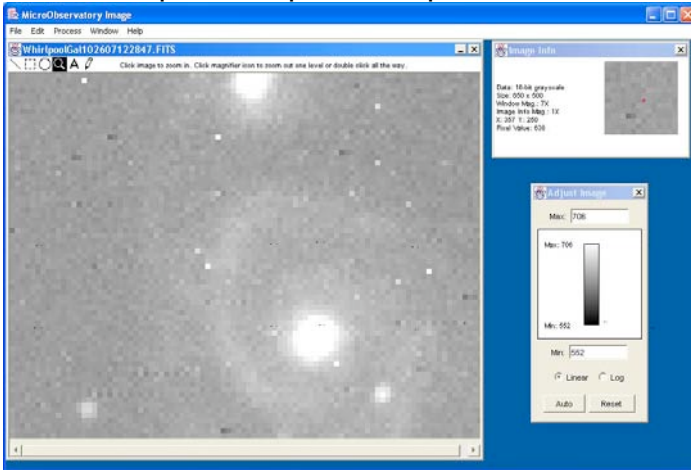 MicroObservatory Image
File Edit Process Window Help
WhirlpoolGal102607122847.FITS
A
Click image to zoom in. Click magnifier icon to zoom out one level or double click all the way.
Image Info
Data: 16-bit grayscale
Size: 650 x 500
Window Mag.: 7X
Image Info Mag.: 1X
X: 357 Y: 260
Pixel Value: 608
Adjust Image
Max: 706
Max: 706
Min: 552
Min: 552
Linear Log
Auto Reset